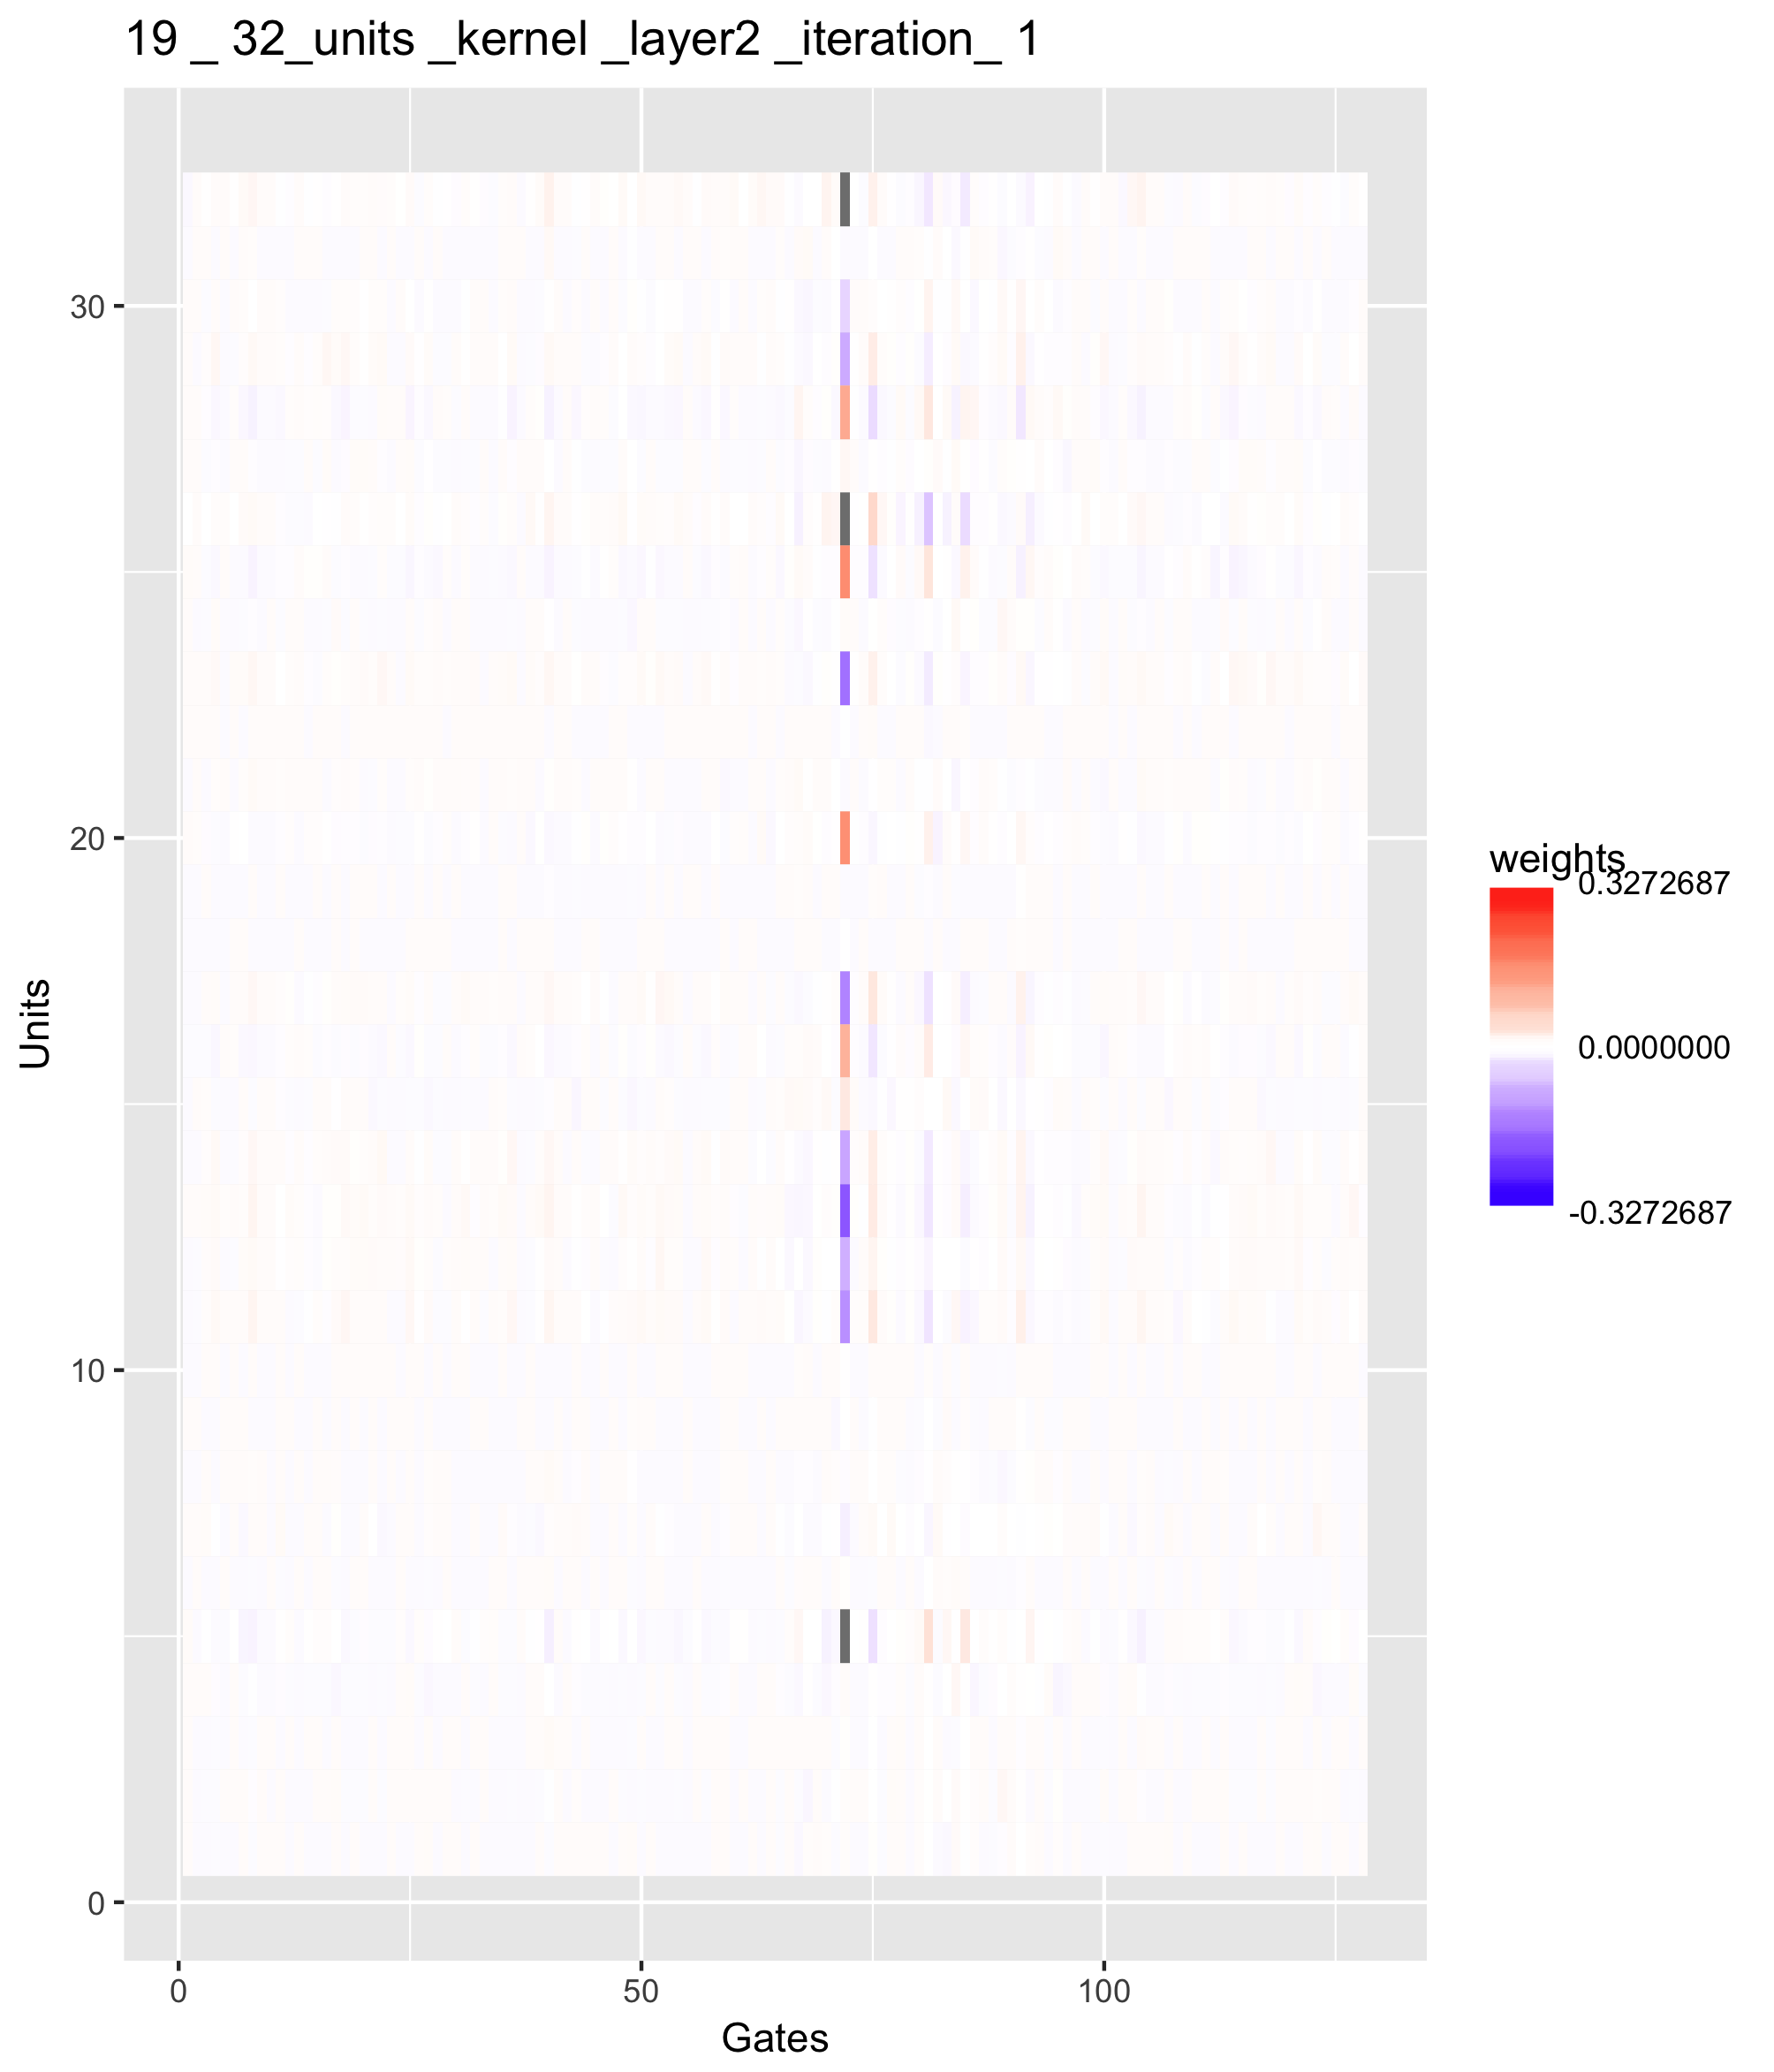 19 _ 32_units _kernel _layer2 _iteration_ 1
30
20
10
0
Units
0
50
100
Gates
weights
0.3272687
0.0000000
-0.3272687